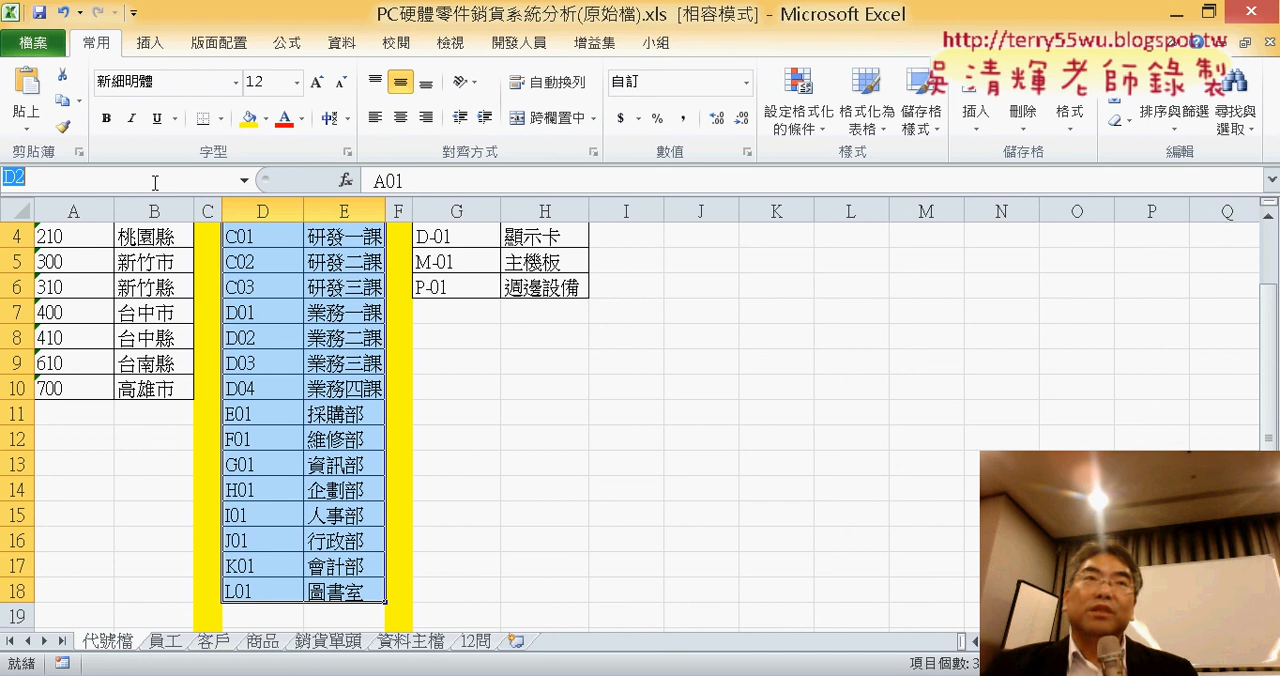 PC硬體零件銷貨系統分析(原始檔).xls [相容模式] - Microsoft Excel
檔案 常用 插入 版面配置 公式 資料 校閱 檢視 開發人員 增益集 小組
http://terry55wu.blogspot.tw
吳清輝老師錄製
新細明體 12 自動換列 自訂
貼上 B I U A 跨欄置中 $ % , 設定格式化的條件 格式化為表格 儲存格樣式 插入 刪除 格式 排序與篩選 尋找與選取
剪貼簿 字型 對齊方式 數值 樣式 儲存格 編輯
D2 fx A01
A B C D E F G H I J K L M N O P Q
4 210 桃園縣 C01 研發一課 D-01 顯示卡
5 300 新竹市 C02 研發二課 M-01 主機板
6 310 新竹縣 C03 研發三課 P-01 週邊設備
7 400 台中市 D01 業務一課
8 410 台中縣 D02 業務二課
9 610 台南縣 D03 業務三課
10 700 高雄市 D04 業務四課
11 E01 採購部
12 F01 維修部
13 G01 資訊部
14 H01 企劃部
15 I01 人事部
16 J01 行政部
17 K01 會計部
18 L01 圖書室
19
代號檔 員工 客戶 商品 銷貨單頭 資料主檔 12問
就緒 項目個數: 3